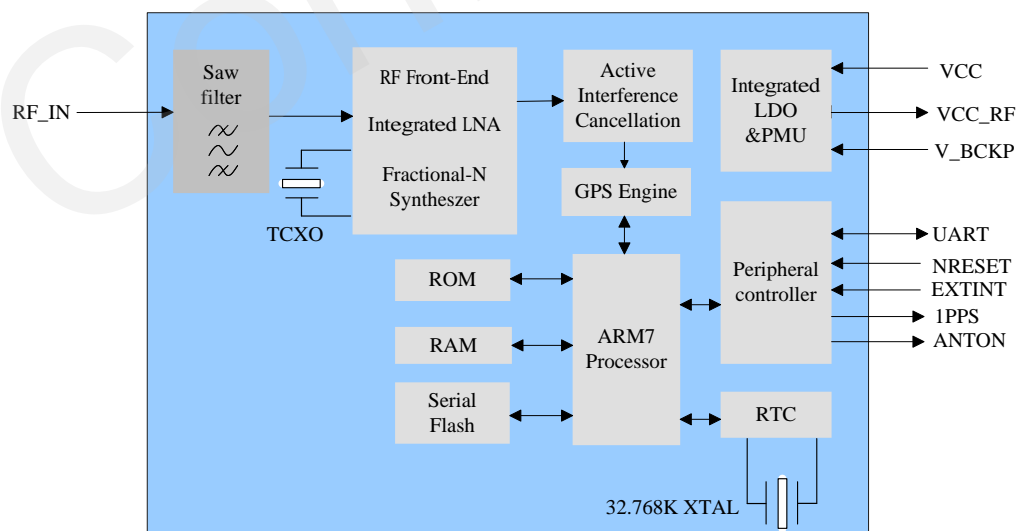 Saw
filter
RF_IN
RF Front-End
Integrated LNA
Fractional-N
Syntheszer
TCXO
Active
Interference
Cancellation
GPS Engine
Integrated
LDO
&PMU
VCC
VCC_RF
V_BCKP
ROM
RAM
Serial
Flash
ARM7
Processor
Peripheral
controller
UART
NRESET
EXTINT
1PPS
ANTON
RTC
32.768K XTAL